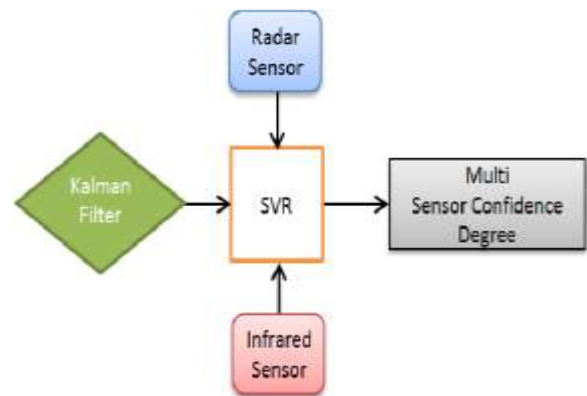 Radar
Sensor
Kalman
Filter
SVR
Multi
Sensor Confidence
Degree
Infrared
Sensor